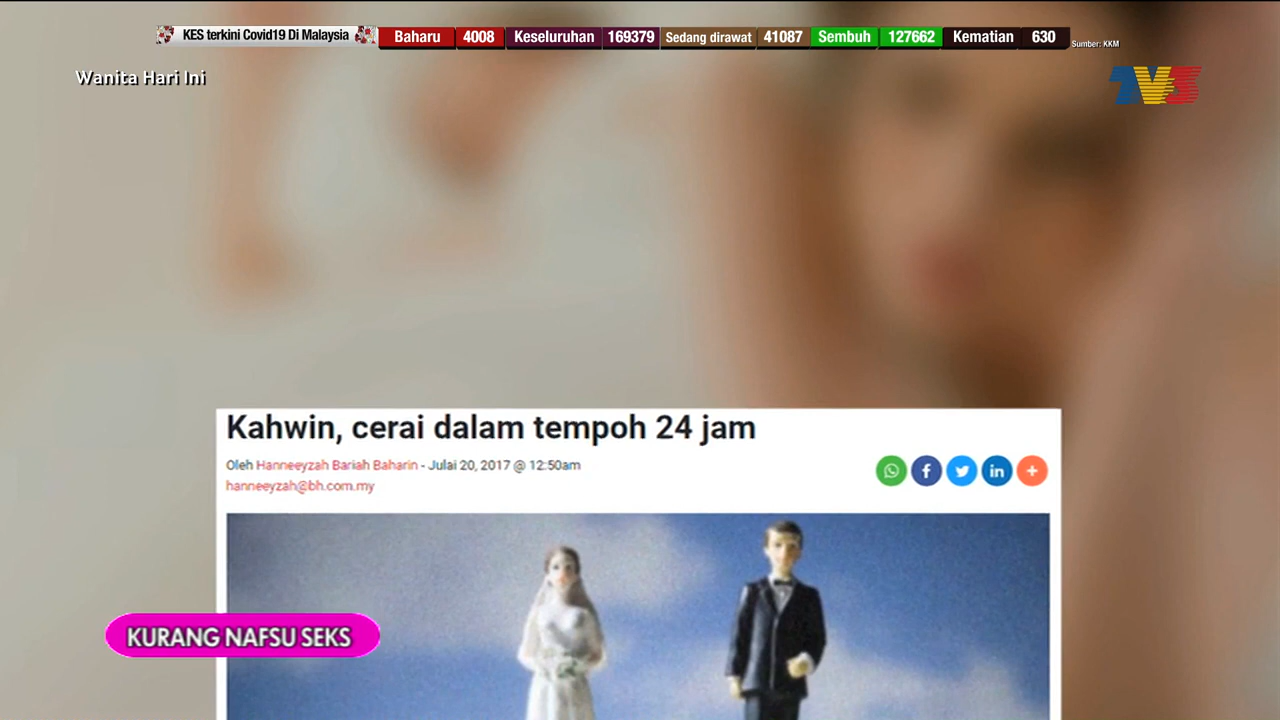 KES terkini Covid19 Di Malaysia Baharu 4008 Keseluruhan 169379 Sedang dirawat 41087 Sembuh 127662 Kematian 630 Sumber: KKM
Wanita Hari Ini
TV3
Kahwin, cerai dalam tempoh 24 jam
Oleh Hanneeyzah Bariah Baharin - Julai 20, 2017 @ 12:50am
hanneeyzah@bh.com.my
KURANG NAFSU SEKS